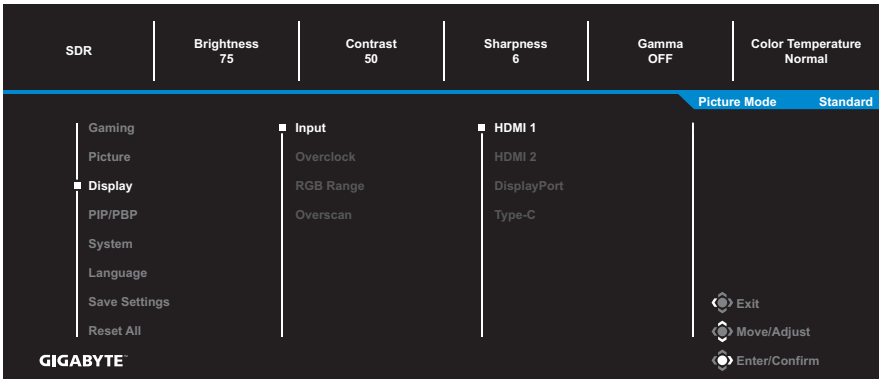 SDR
Brightness
75
Contrast
50
Sharpness
6
Gamma
OFF
Color Temperature
Normal
Picture Mode Standard
Gaming
Picture
Display
PIP/PBP
System
Language
Save Settings
Reset All
Input
Overclock
RGB Range
Overscan
HDMI 1
HDMI 2
DisplayPort
Type-C
Exit
Move/Adjust
Enter/Confirm
GIGABYTE™